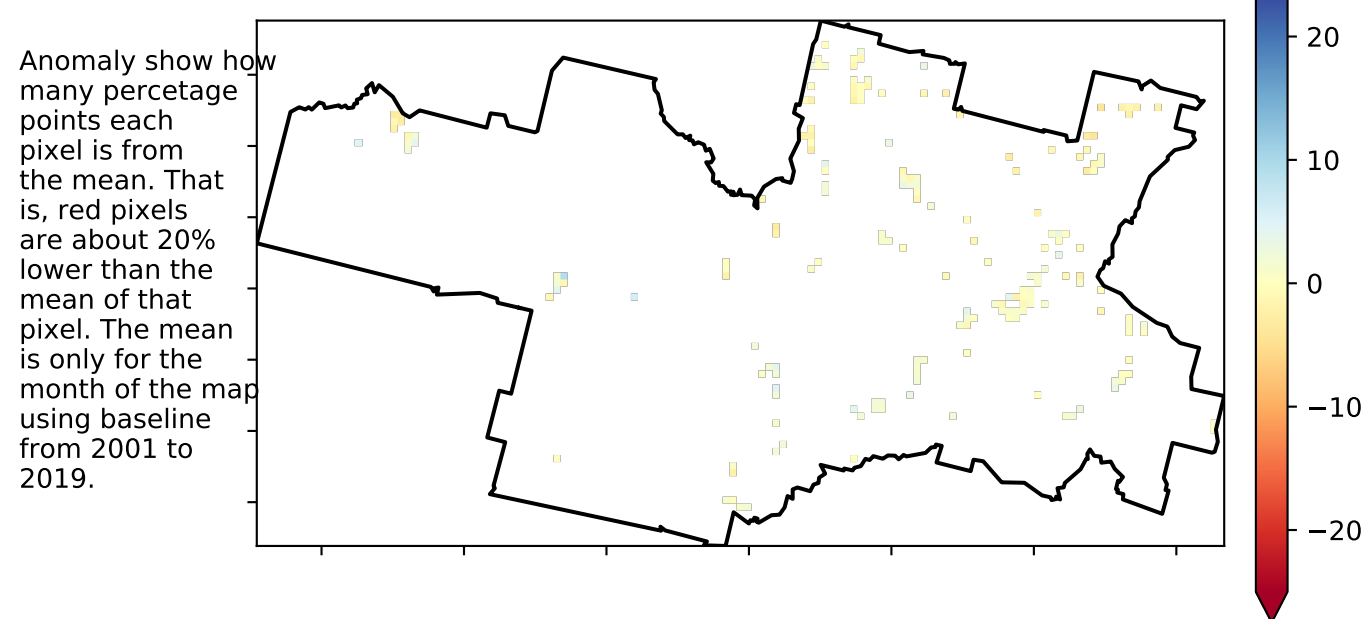 Anomaly show how
many percetage
points each
pixel is from
the mean. That
is, red pixels
are about 20%
lower than the
mean of that
pixel. The mean
is only for the
month of the map
using baseline
from 2001 to
2019.
20
10
0
−10
−20